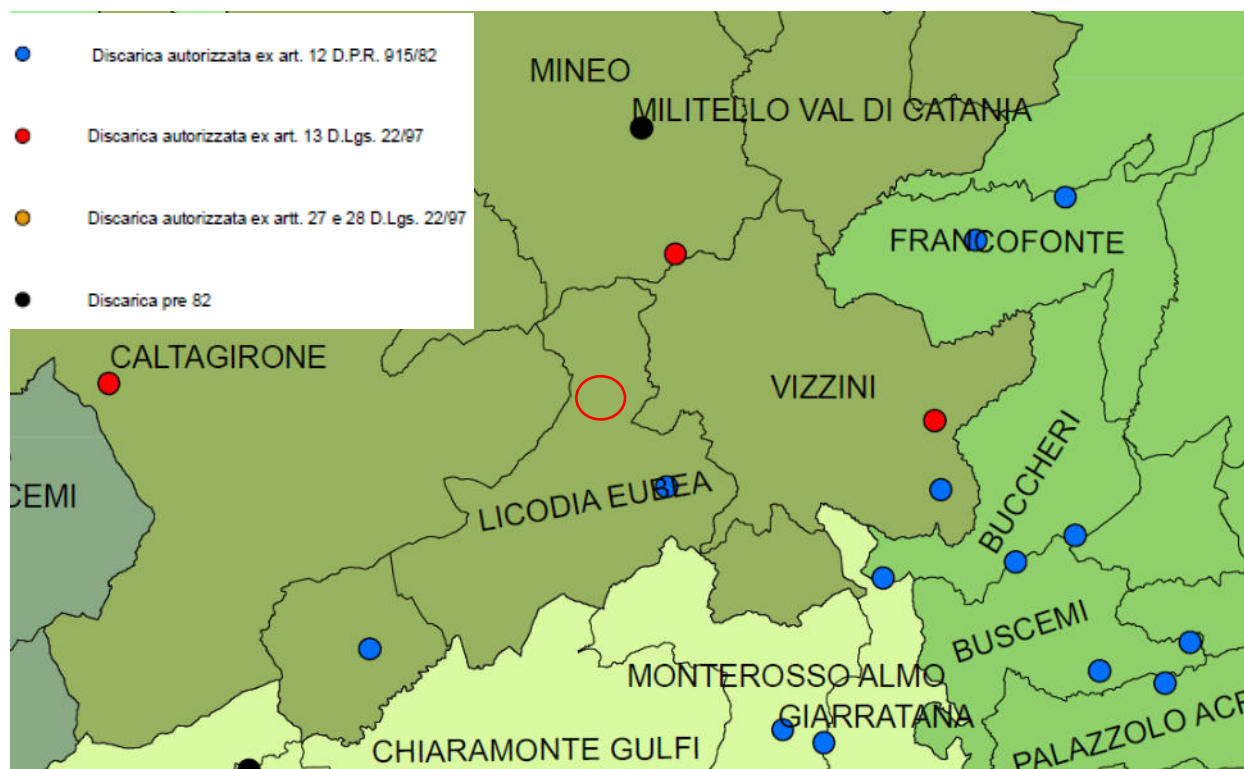 Discarica autorizzata ex art. 12 D.P.R. 915/82
Discarica autorizzata ex art. 13 D.Lgs. 22/97
Discarica autorizzata ex artt. 27 e 28 D.Lgs. 22/97
Discarica pre 82
MINEO
MILITELLO VAL DI CATANIA
FRANCOFONTE
CALTAGIRONE
VIZZINI
CEMI
LICODIA EUBEA
BUCCHERI
BUSCEMI
MONTEROSSO ALMO
GIARRATANA
CHIARAMONTE GULFI
PALAZZOLO ACR